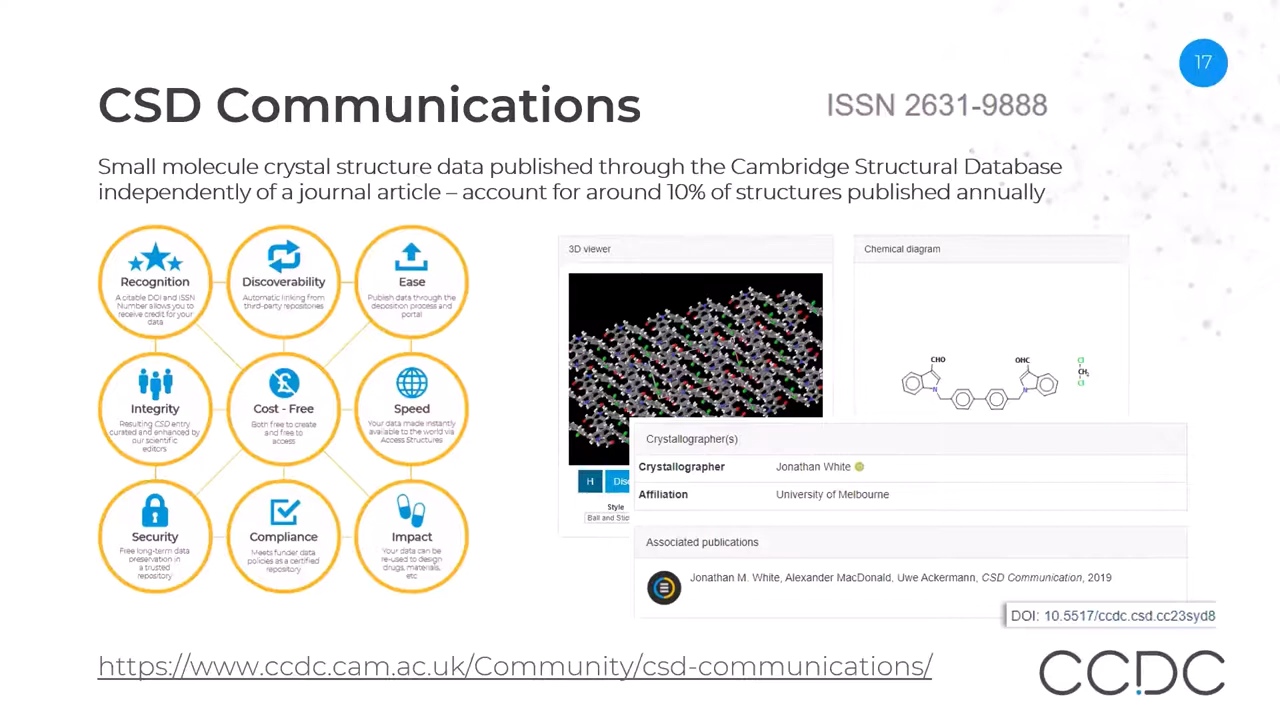 17
CSD Communications
ISSN 2631-9888
Small molecule crystal structure data published through the Cambridge Structural Database
independently of a journal article – account for around 10% of structures published annually
Recognition
A citable DOI and ISSN
Number allows you to
receive credit for your
data
Discoverability
Automatic linking from
third-party repositories
Ease
Publish data through the
deposition process and
portal
Integrity
Resulting CSD entry
curated and enhanced by
our scientific
editors
Cost - Free
Both free to create
and free to
access
Speed
Your data made instantly
available to the world via
Access Structures
Security
Free long-term data
preservation in
a trusted
repository
Compliance
Meets funder data
policies as a certified
repository
Impact
Your data can be
re-used to design
drugs, materials,
etc
3D viewer
H
Style
Chemical diagram
CHO
OHC
N
N
Cl
CH2
Cl
Crystallographer(s)
Crystallographer Jonathan White
Affiliation University of Melbourne
Associated publications
Jonathan M. White, Alexander MacDonald, Uwe Ackermann, CSD Communication, 2019
DOI: 10.5517/ccdc.csd.cc23syd8
https://www.ccdc.cam.ac.uk/Community/csd-communications/
CCDC